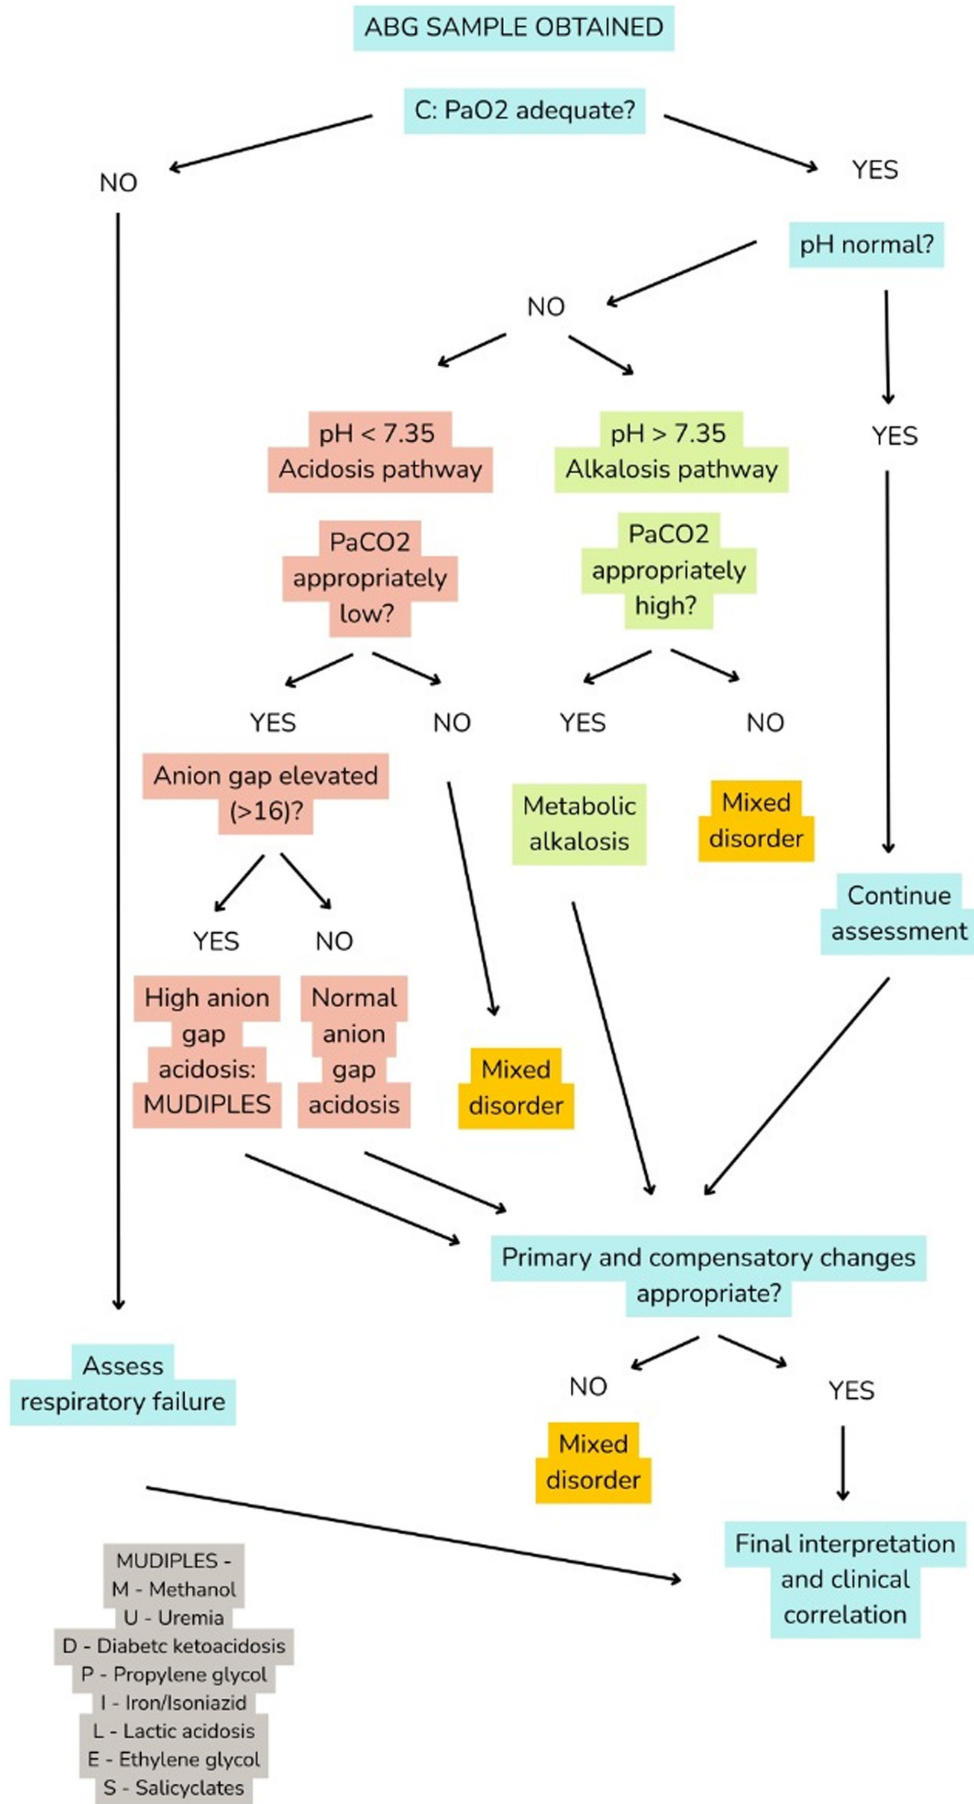 ABG SAMPLE OBTAINED
C: PaO2 adequate?
NO
YES
pH normal?
NO
YES
pH < 7.35
Acidosis pathway
pH > 7.35
Alkalosis pathway
PaCO2
appropriately
low?
PaCO2
appropriately
high?
YES
NO
YES
NO
Anion gap elevated
(>16)?
Metabolic
alkalosis
Mixed
disorder
Continue
assessment
YES
NO
High anion
gap
acidosis:
MUDIPLES
Normal
anion
gap
acidosis
Mixed
disorder
Primary and compensatory changes
appropriate?
Assess
respiratory failure
NO
YES
Mixed
disorder
Final interpretation
and clinical
correlation
MUDIPLES -
M - Methanol
U - Uremia
D - Diabetc ketoacidosis
P - Propylene glycol
I - Iron/Isoniazid
L - Lactic acidosis
E - Ethylene glycol
S - Salicyclates